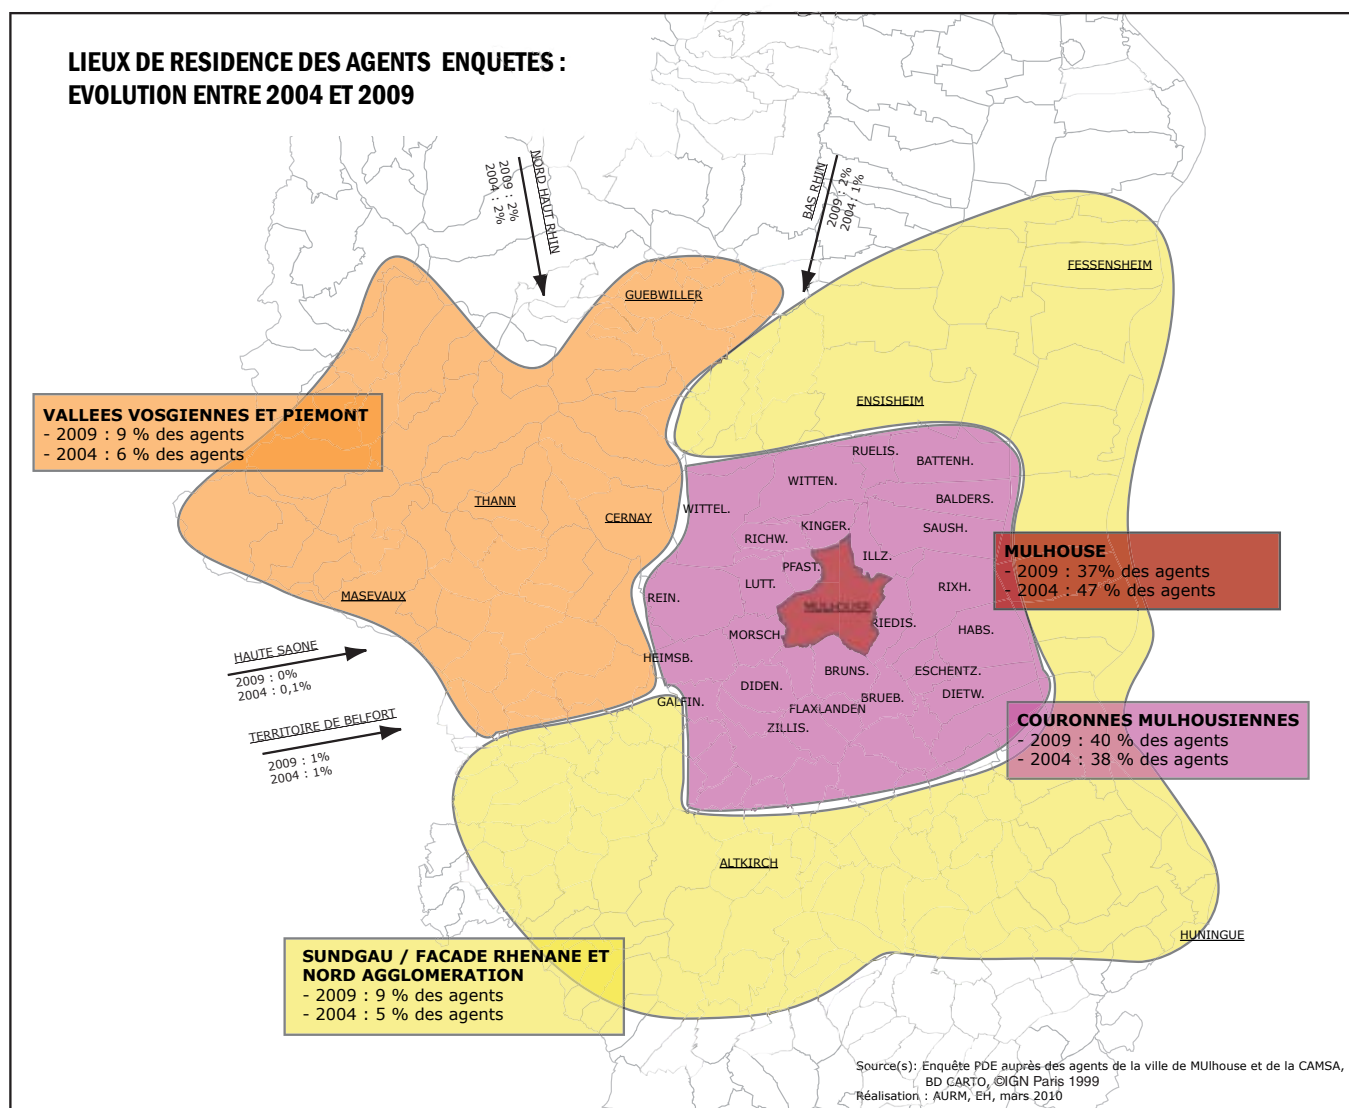 LIEUX DE RESIDENCE DES AGENTS ENQUETES :
EVOLUTION ENTRE 2004 ET 2009
NORD HAUT RHIN
2009 : 2%
2004 : 2%
BAS RHIN
2009 : 2%
2004 : 1%
FESSENSHEIM
GUEBWILLER
ENSISHEIM
VALLEES VOSGIENNES ET PIEMONT
- 2009 : 9 % des agents
- 2004 : 6 % des agents
RUELIS.
BATTENH.
WITTEN.
THANN
CERNAY
WITTEL.
BALDERS.
KINGER.
SAUSH.
RICHW.
ILLZ.
PFAST.
LUTT.
MULHOUSE
- 2009 : 37% des agents
- 2004 : 47 % des agents
RIXH.
MASEVAUX
REIN.
MULHOUSE
RIEDIS.
HABS.
MORSCH.
HAUTE SAONE
2009 : 0%
2004 : 0,1%
HEIMSB.
BRUNS.
ESCHENTZ.
DIDEN.
BRUEB.
DIETW.
GALFIN.
FLAXLANDEN
ZILLIS.
TERRITOIRE DE BELFORT
2009 : 1%
2004 : 1%
COURONNES MULHOUSIENNES
- 2009 : 40 % des agents
- 2004 : 38 % des agents
ALTKIRCH
HUNINGUE
SUNDGAU / FACADE RHENANE ET
NORD AGGLOMERATION
- 2009 : 9 % des agents
- 2004 : 5 % des agents
Source(s): Enquête PDE auprès des agents de la ville de MUlhouse et de la CAMSA,
BD CARTO, ©IGN Paris 1999
Réalisation : AURM, EH, mars 2010